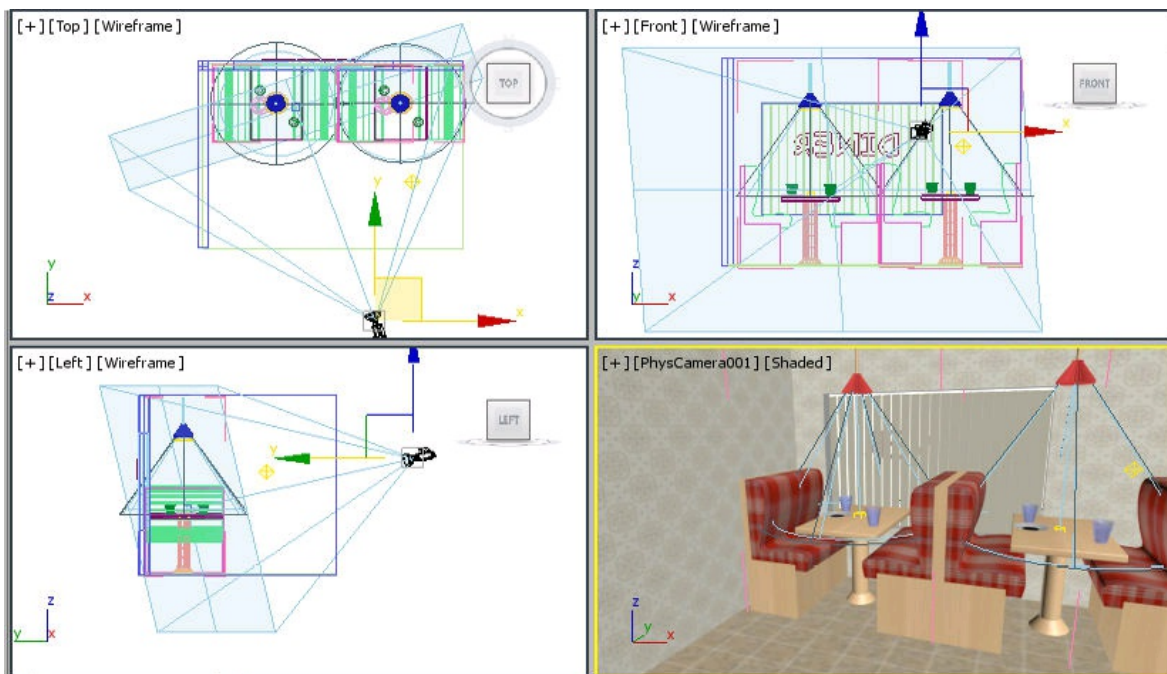 [+] [Top] [Wireframe]
TOP
y
x
y
z
x
[+] [Front] [Wireframe]
FRONT
x
DINER
z
y
x
[+] [Left] [Wireframe]
LEFT
y
z
y
x
[+] [PhysCamera001] [Shaded]
z
y
x